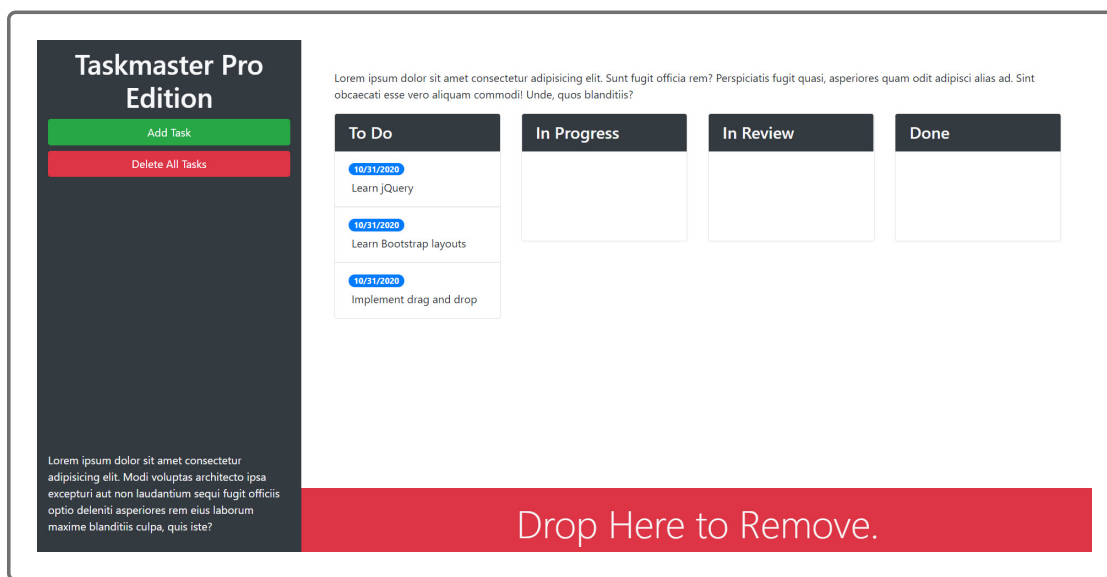 Taskmaster Pro
Edition
Add Task
Delete All Tasks
Lorem ipsum dolor sit amet consectetur
adipisicing elit. Modi voluptas architecto ipsa
excepturi aut non laudantium sequi fugit officiis
optio deleniti asperiores rem eius laborum
maxime blanditiis culpa, quis iste?
Lorem ipsum dolor sit amet consectetur adipisicing elit. Sunt fugit officia rem? Perspiciatis fugit quasi, asperiores quam odit adipisci alias ad. Sint
obcaecati esse vero aliquam commodi! Unde, quos blanditiis?
To Do
10/31/2020
Learn jQuery
10/31/2020
Learn Bootstrap layouts
10/31/2020
Implement drag and drop
In Progress
In Review
Done
Drop Here to Remove.